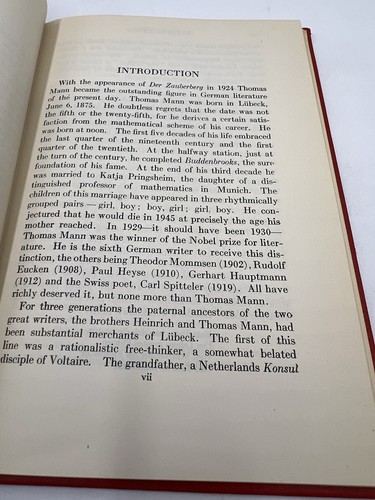 INTRODUCTION
With the appearance of Der Zauberberg in 1924 Thomas
Mann became the outstanding figure in German literature
of the present day. Thomas Mann was born in Lübeck,
June 6, 1875. He doubtless regrets that the date was not
the fifth or the twenty-fifth, for he derives a certain satis-
faction from the mathematical scheme of his career. He
was born at noon. The first five decades of his life embraced
the last quarter of the nineteenth century and the first
quarter of the twentieth. At the halfway station, just at
the turn of the century, he completed Buddenbrooks, the sure
foundation of his fame. At the end of his third decade he
was married to Katja Pringsheim, the daughter of a dis-
tinguished professor of mathematics in Munich. The
children of this marriage have appeared in three rhythmically
grouped pairs — girl, boy; boy, girl; girl, boy. He con-
jectured that he would die in 1945 at precisely the age his
mother reached. In 1929—it should have been 1930—
Thomas Mann was the winner of the Nobel prize for liter-
ature. He is the sixth German writer to receive this dis-
tinction, the others being Theodor Mommsen (1902), Rudolf
Eucken (1908), Paul Heyse (1910), Gerhart Hauptmann
(1912) and the Swiss poet, Carl Spitteler (1919). All have
richly deserved it, but none more than Thomas Mann.
For three generations the paternal ancestors of the two
great writers, the brothers Heinrich and Thomas Mann, had
been substantial merchants of Lübeck. The first of this
line was a rationalistic free-thinker, a somewhat belated
disciple of Voltaire. The grandfather, a Netherlands Konsul
vii